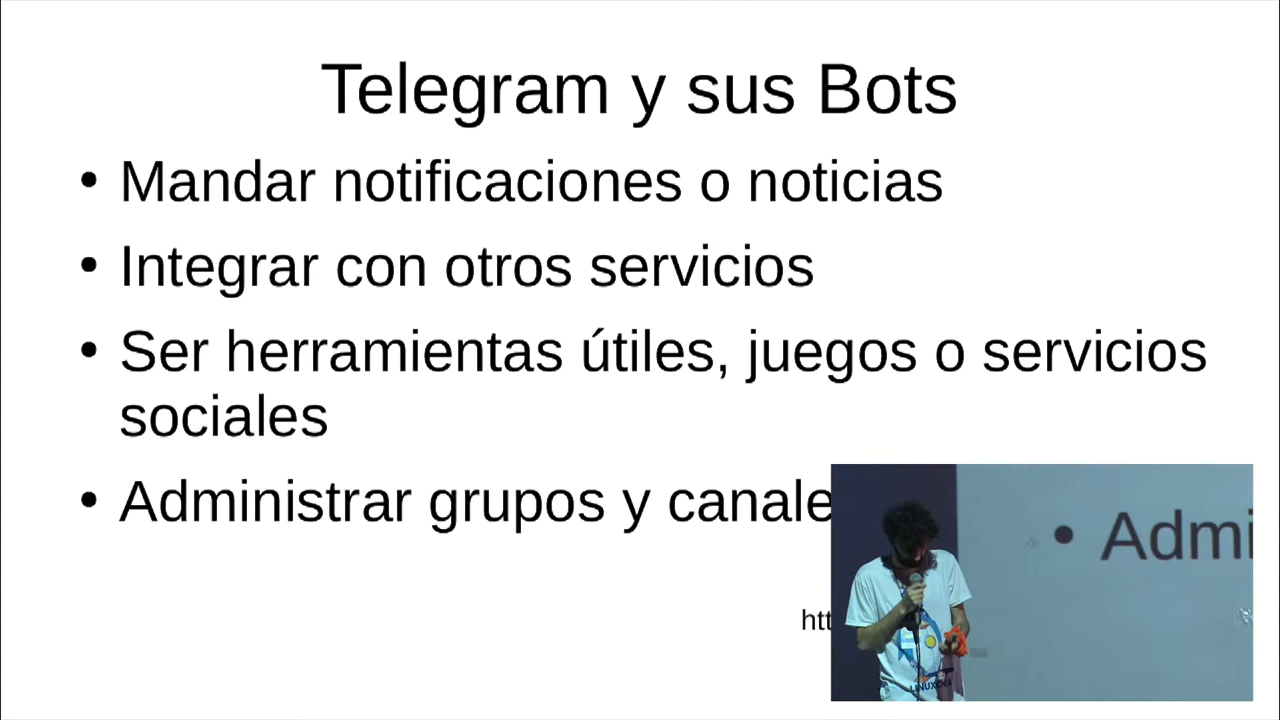 Telegram y sus Bots
• Mandar notificaciones o noticias
• Integrar con otros servicios
• Ser herramientas útiles, juegos o servicios
sociales
• Administrar grupos y canale
htt
• Admi